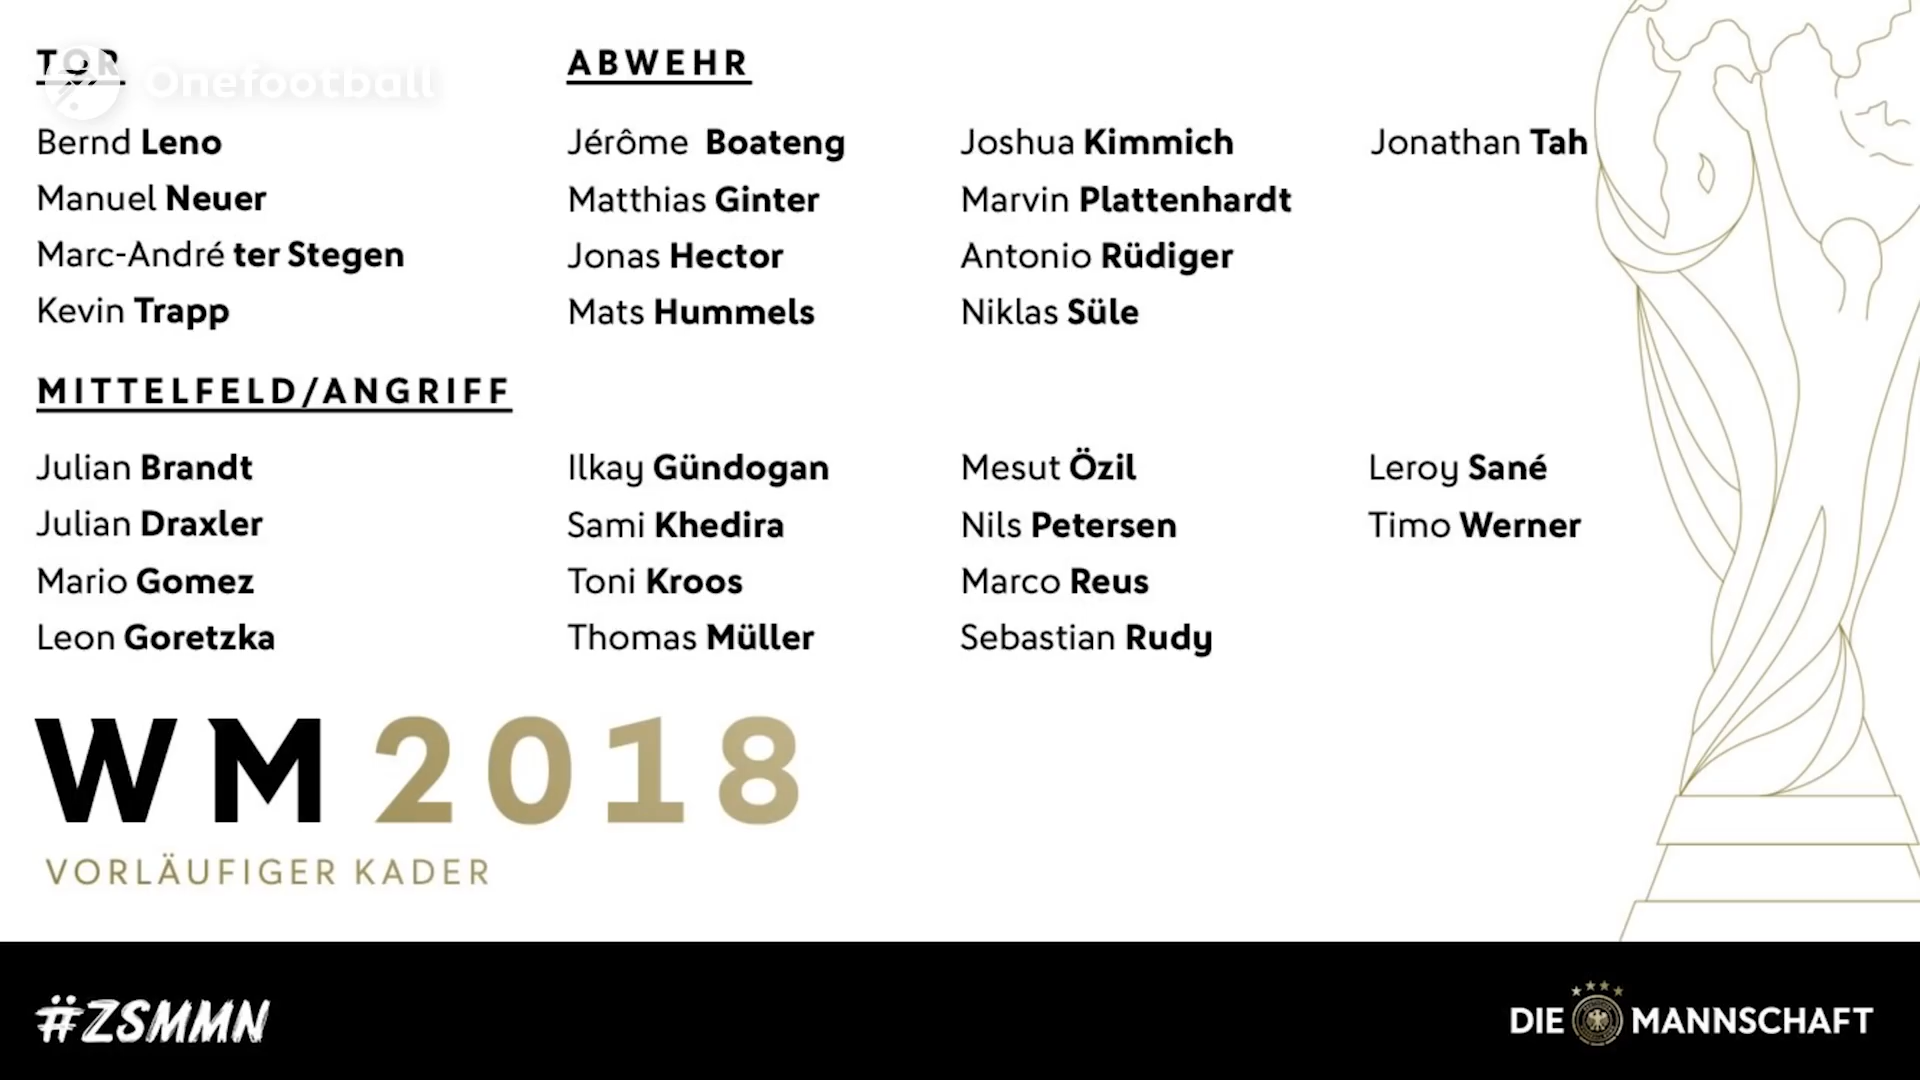 TOR
Onefootball
Bernd Leno
Manuel Neuer
Marc-André ter Stegen
Kevin Trapp
ABWEHR
Jérôme Boateng
Matthias Ginter
Jonas Hector
Mats Hummels
Joshua Kimmich
Marvin Plattenhardt
Antonio Rüdiger
Niklas Süle
Jonathan Tah
MITTELFELD/ANGRIFF
Julian Brandt
Julian Draxler
Mario Gomez
Leon Goretzka
Ilkay Gündogan
Sami Khedira
Toni Kroos
Thomas Müller
Mesut Özil
Nils Petersen
Marco Reus
Sebastian Rudy
Leroy Sané
Timo Werner
WM 2018
VORLÄUFIGER KADER
#ZSMMN
DIE MANNSCHAFT